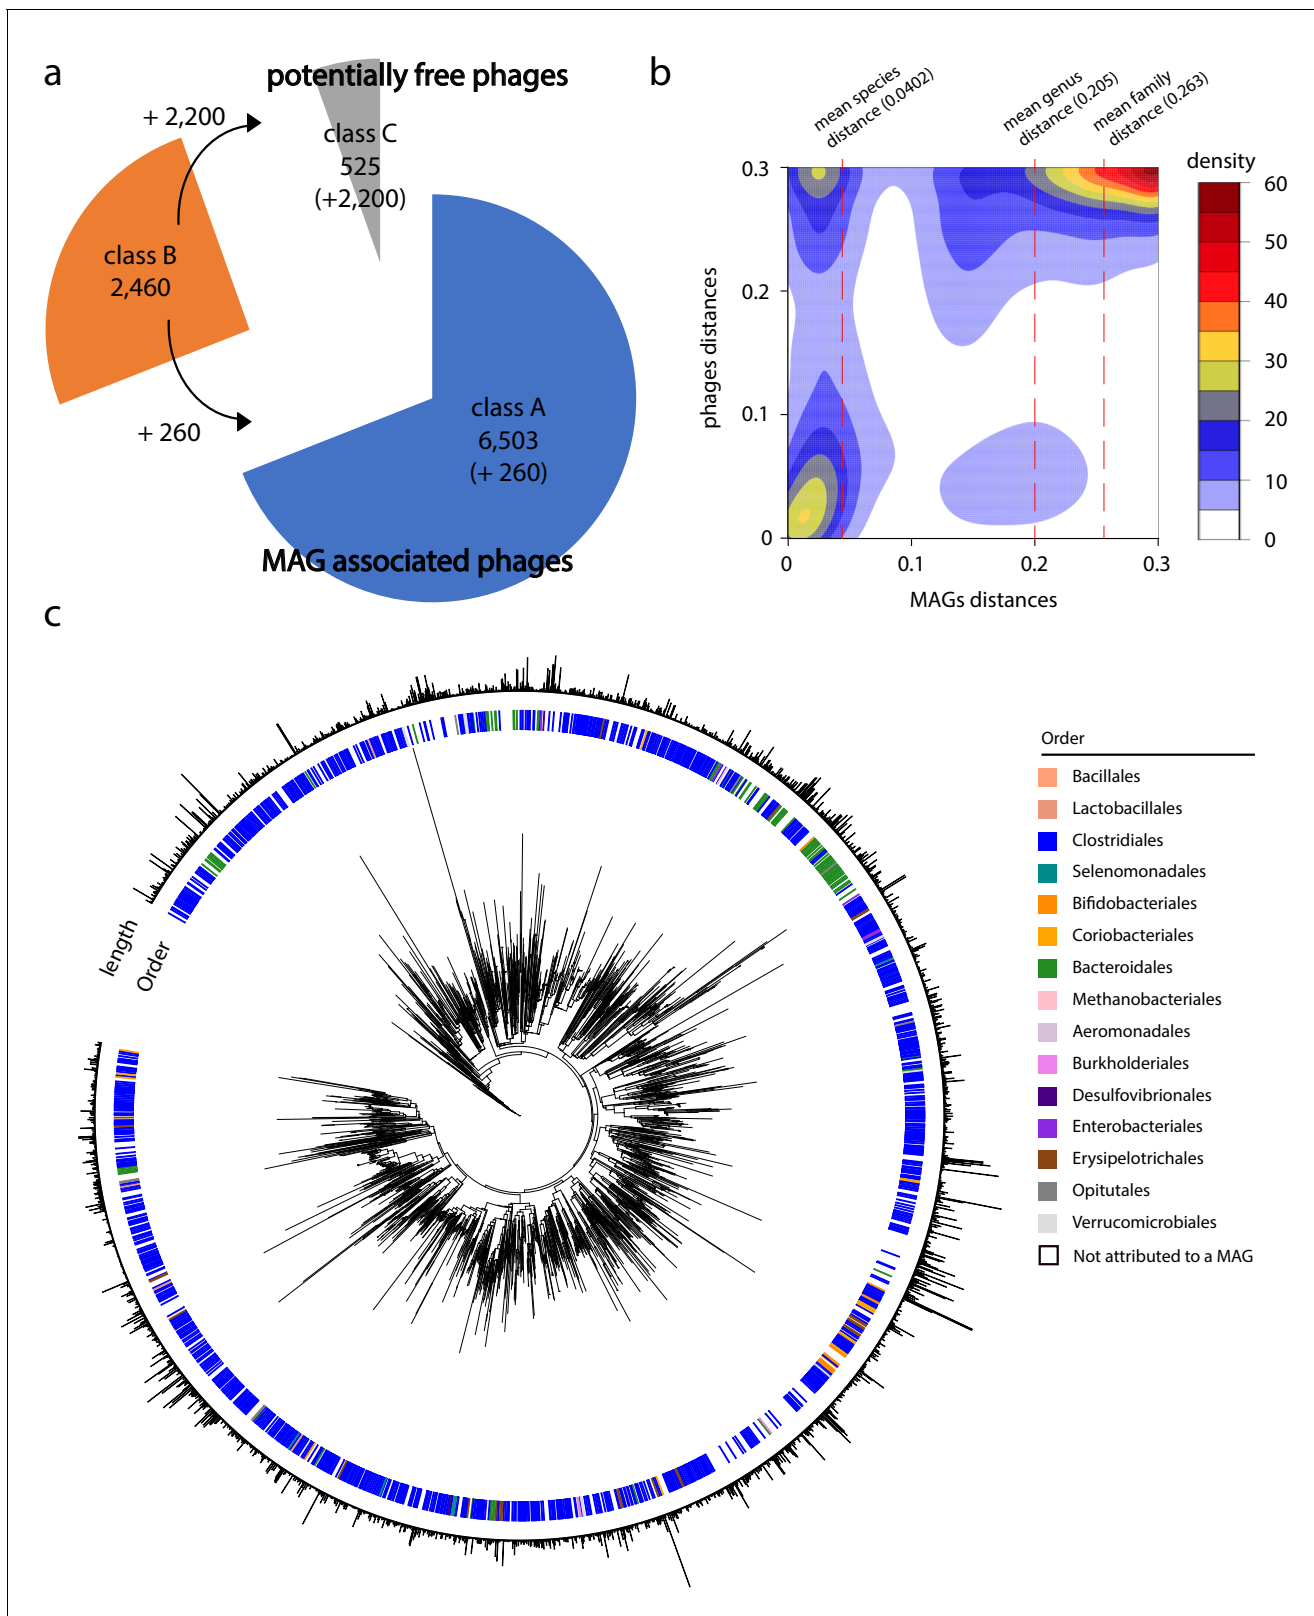 a
potentially free phages
+ 2,200
class C
525
(+2,200)
class B
2,460
+ 260
class A
6,503
(+ 260)
MAG associated phages
b
mean species
distance (0.0402)
mean genus
distance (0.205)
mean family
distance (0.263)
density
0.3
0.2
0.1
0
phages distances
0
0.1
0.2
0.3
MAGs distances
60
50
40
30
20
10
0
c
length
Order
Order
Bacillales
Lactobacillales
Clostridiales
Selenomonadales
Bifidobacteriales
Coriobacteriales
Bacteroidales
Methanobacteriales
Aeromonadales
Burkholderiales
Desulfovibrionales
Enterobacteriales
Erysipelotrichales
Opitutales
Verrucomicrobiales
Not attributed to a MAG